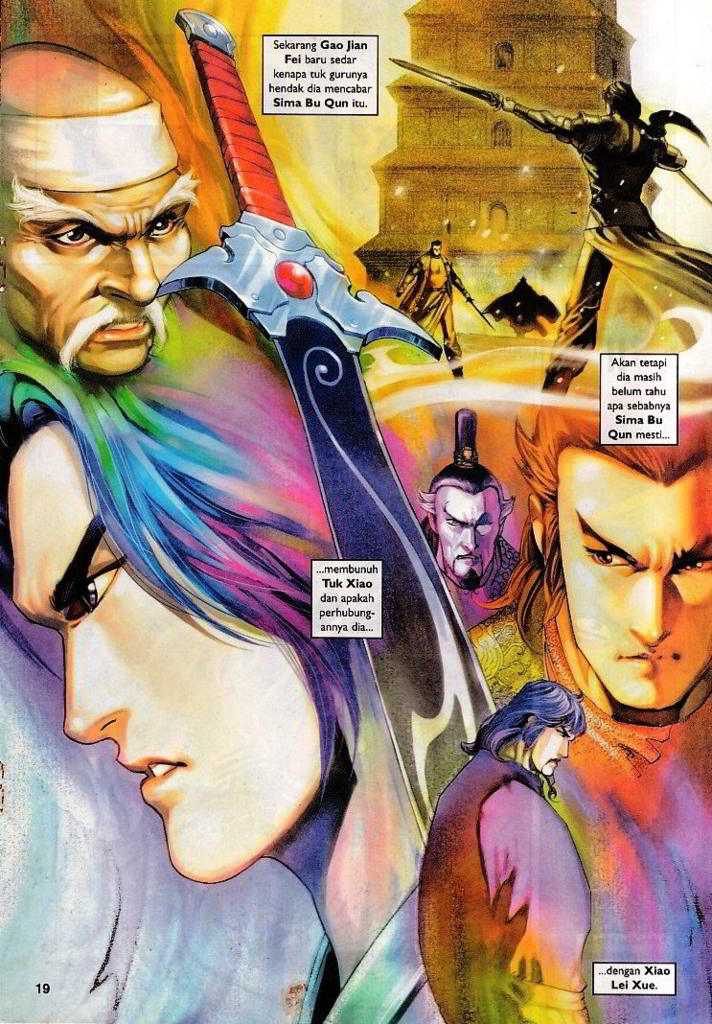 Sekarang Gao Jian
Fei baru sedar
kenapa tuk gurunya
hendak dia mencabar
Sima Bu Qun itu.
Akan tetapi
dia masih
belum tahu
apa sebabnya
Sima Bu
Qun mesti...
...membunuh
Tuk Xiao
dan apakah
perhubung-
annya dia...
...dengan Xiao
Lei Xue.
19